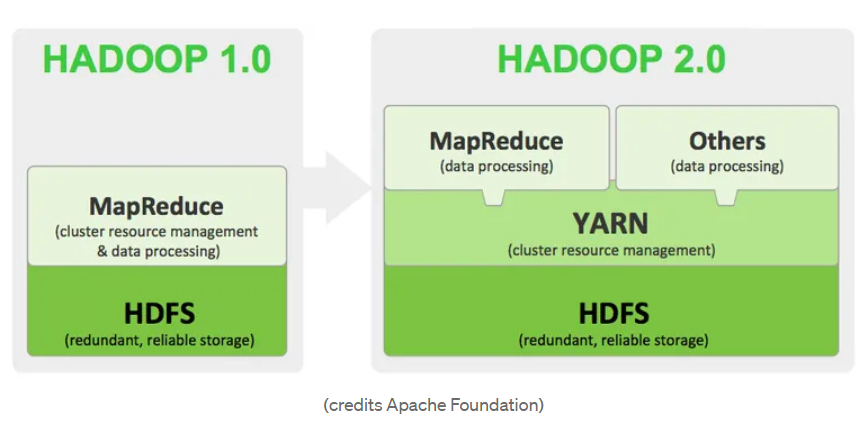 HADOOP 1.0
MapReduce
(cluster resource management
& data processing)
HDFS
(redundant, reliable storage)
HADOOP 2.0
MapReduce
(data processing)
Others
(data processing)
YARN
(cluster resource management)
HDFS
(redundant, reliable storage)
(credits Apache Foundation)